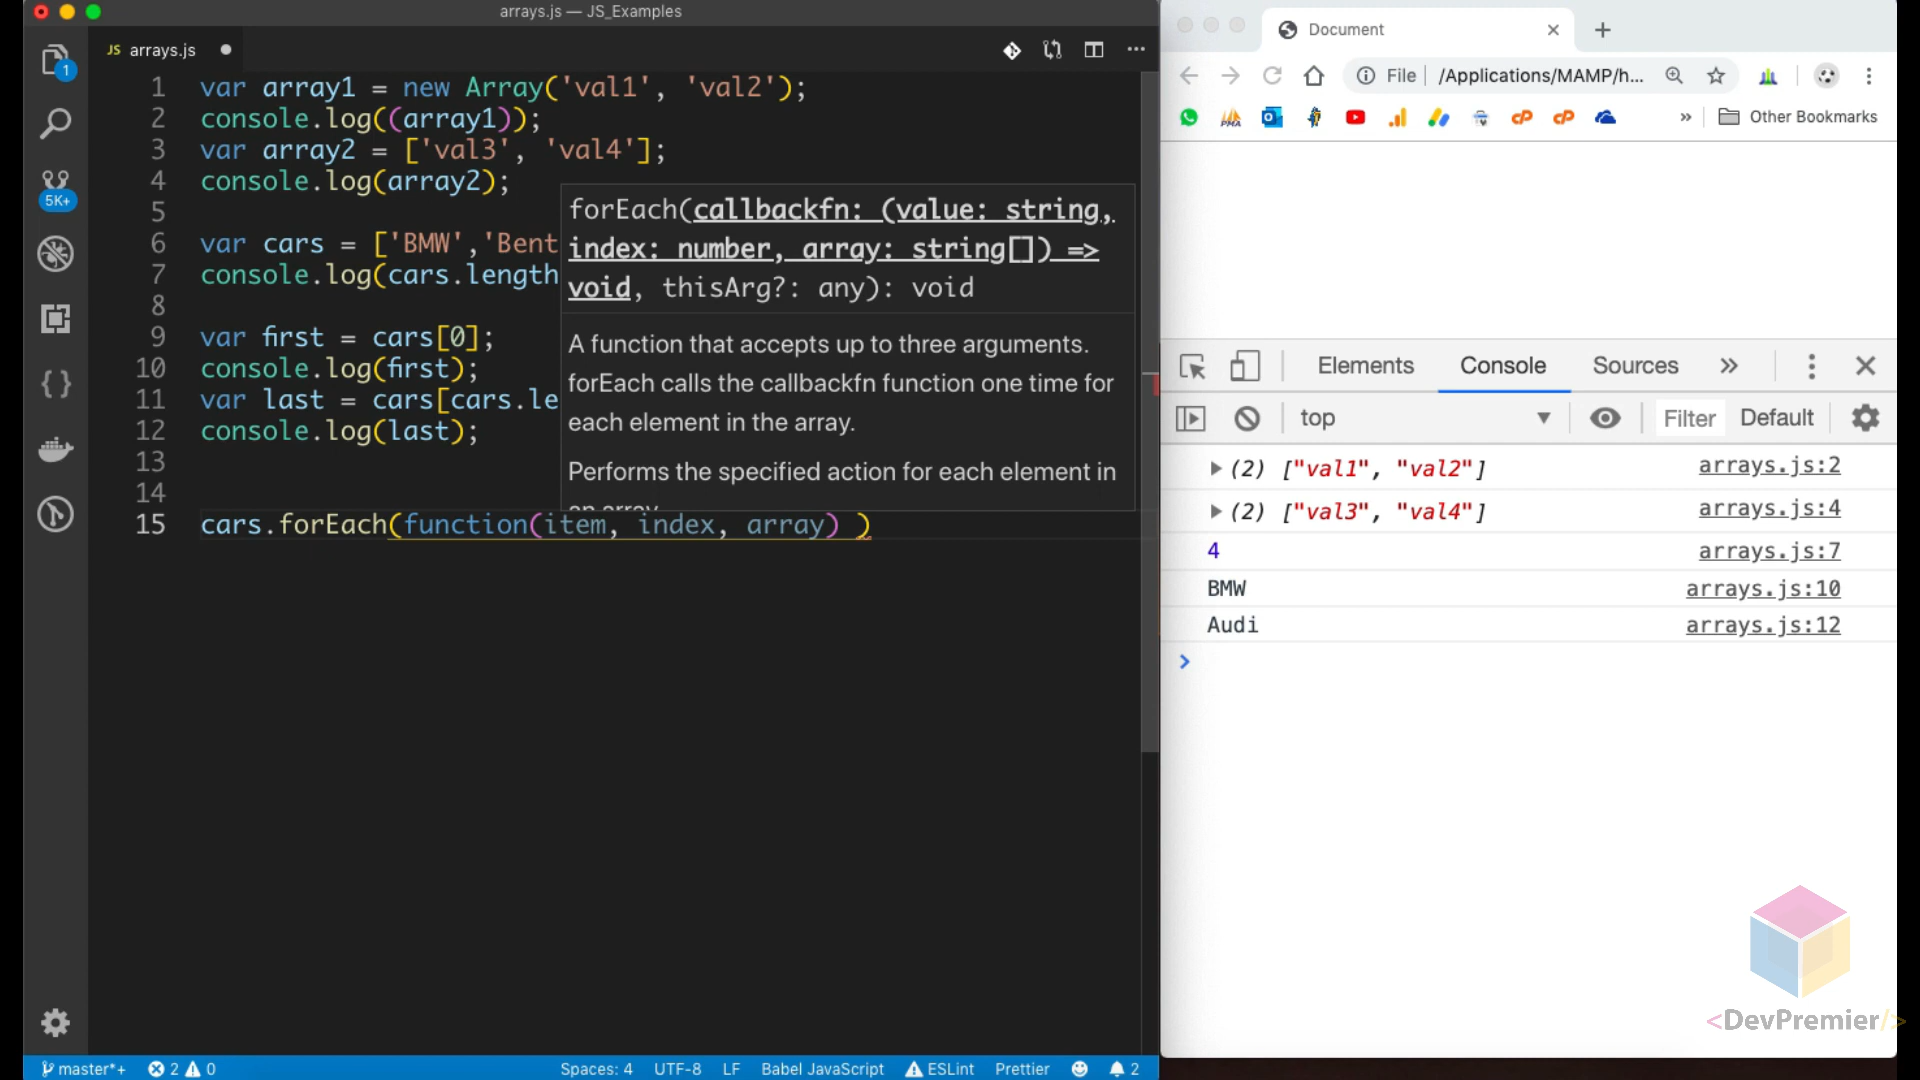 arrays.js — JS_Examples
JS arrays.js
1 var array1 = new Array('val1', 'val2');
2 console.log((array1));
3 var array2 = ['val3', 'val4'];
4 console.log(array2);
5
6 var cars = ['BMW','Bent
7 console.log(cars.length
8
9 var first = cars[0];
10 console.log(first);
11 var last = cars[cars.le
12 console.log(last);
13
14
15 cars.forEach(function(item, index, array) )
forEach(callbackfn: (value: string,
index: number, array: string[]) =>
void, thisArg?: any): void
A function that accepts up to three arguments.
forEach calls the callbackfn function one time for
each element in the array.
Performs the specified action for each element in
an array.
1
5K+
master*+ 2 0 Spaces: 4 UTF-8 LF Babel JavaScript ESLint Prettier 2
Document
File /Applications/MAMP/h...
PMA
cP cP
» Other Bookmarks
Elements Console Sources »
top Filter Default
(2) ["val1", "val2"] arrays.js:2
(2) ["val3", "val4"] arrays.js:4
4 arrays.js:7
BMW arrays.js:10
Audi arrays.js:12
<DevPremier/>